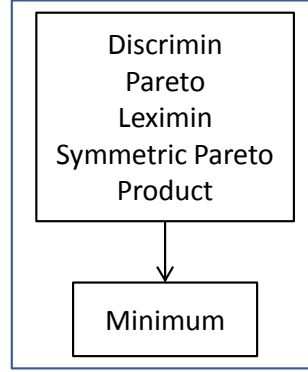 Discrimin
Pareto
Leximin
Symmetric Pareto
Product
Minimum